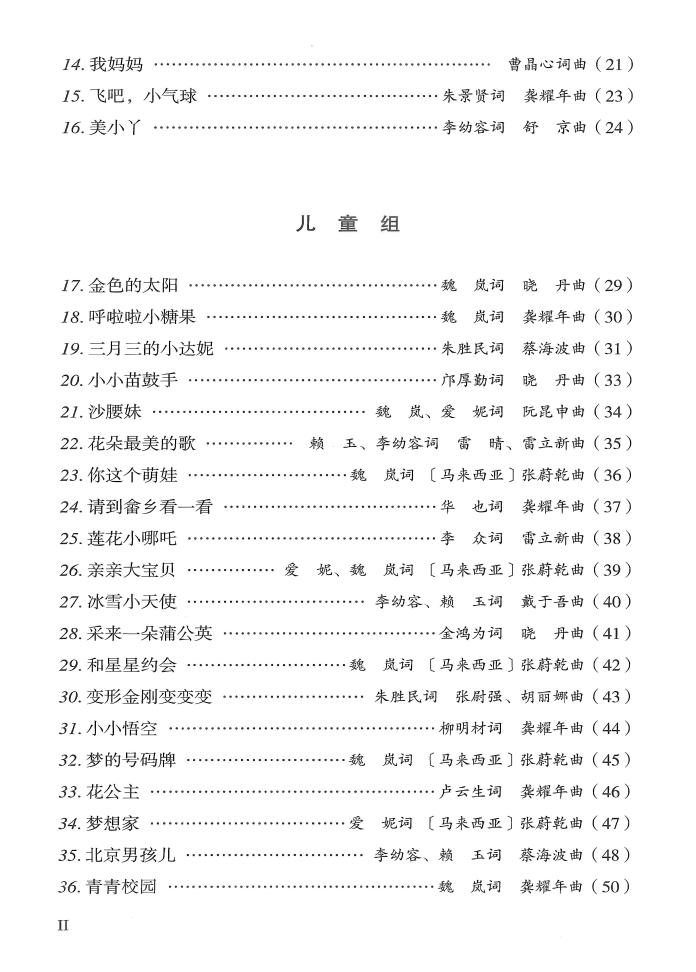 14. 我妈妈 …………………………………………………… 曹晶心词曲（21）
15. 飞吧，小气球 ………………………………… 朱景贤词　龚耀年曲（23）
16. 美小丫 ………………………………………… 李幼容词　舒　京曲（24）
儿　童　组
17. 金色的太阳 …………………………………… 魏　岚词　晓　丹曲（29）
18. 呼啦啦小糖果 ………………………………… 魏　岚词　龚耀年曲（30）
19. 三月三的小达妮 ……………………………… 朱胜民词　蔡海波曲（31）
20. 小小苗鼓手 …………………………………… 邝厚勤词　晓　丹曲（33）
21. 沙腰妹 ……………………………… 魏　岚、爱　妮词　阮昆申曲（34）
22. 花朵最美的歌 …………… 赖　玉、李幼容词　雷　晴、雷立新曲（35）
23. 你这个萌娃 ……………………… 魏　岚词 〔马来西亚〕张蔚乾曲（36）
24. 请到畲乡看一看 ……………………………… 华　也词　龚耀年曲（37）
25. 莲花小哪吒 …………………………………… 李　众词　雷立新曲（38）
26. 亲亲大宝贝 …………… 爱　妮、魏　岚词 〔马来西亚〕张蔚乾曲（39）
27. 冰雪小天使 ………………………… 李幼容、赖　玉词　戴于吾曲（40）
28. 采来一朵蒲公英 ……………………………… 金鸿为词　晓　丹曲（41）
29. 和星星约会 ……………………… 魏　岚词 〔马来西亚〕张蔚乾曲（42）
30. 变形金刚变变变 …………………… 朱胜民词　张尉强、胡丽娜曲（43）
31. 小小悟空 ……………………………………… 柳明材词　龚耀年曲（44）
32. 梦的号码牌 ……………………… 魏　岚词 〔马来西亚〕张蔚乾曲（45）
33. 花公主 ………………………………………… 卢云生词　龚耀年曲（46）
34. 梦想家 …………………………… 爱　妮词 〔马来西亚〕张蔚乾曲（47）
35. 北京男孩儿 ………………………… 李幼容、赖　玉词　蔡海波曲（48）
36. 青青校园 ……………………………………… 魏　岚词　龚耀年曲（50）
II